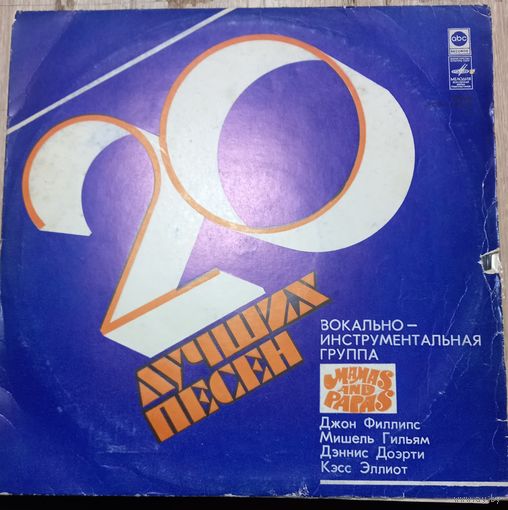 abc
RECORDS
МЕЛОДИЯ
20
ЛУЧШИХ
ПЕСЕН
ВОКАЛЬНО –
ИНСТРУМЕНТАЛЬНАЯ
ГРУППА
MAMAS
AND
PAPAS
Джон Филлипс
Мишель Гильям
Дэннис Доэрти
Кэсс Эллиот